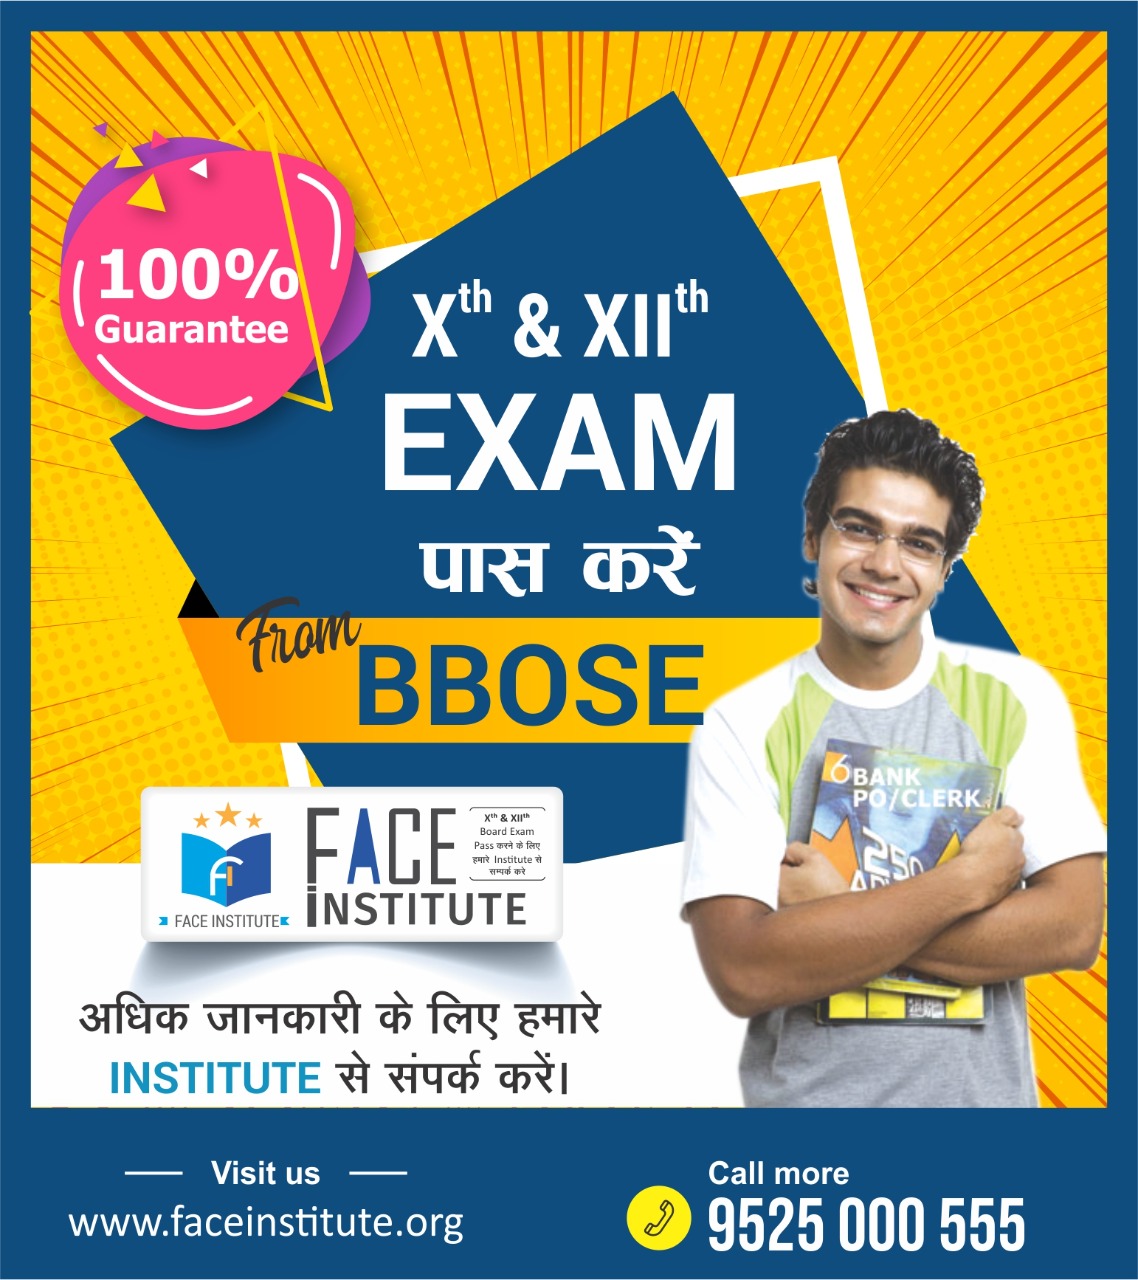 100%
Guarantee
Xth & XIIth
EXAM
पास करें
From
BBOSE
6 BANK
PO/CLERK
250
FACE INSTITUTE
FACE
INSTITUTE
Xth & XIIth
Board Exam
Pass करने के लिए
हमारे Institute से
सम्पर्क करे
अधिक जानकारी के लिए हमारे
INSTITUTE से संपर्क करें।
Visit us
www.faceinstitute.org
Call more
9525 000 555